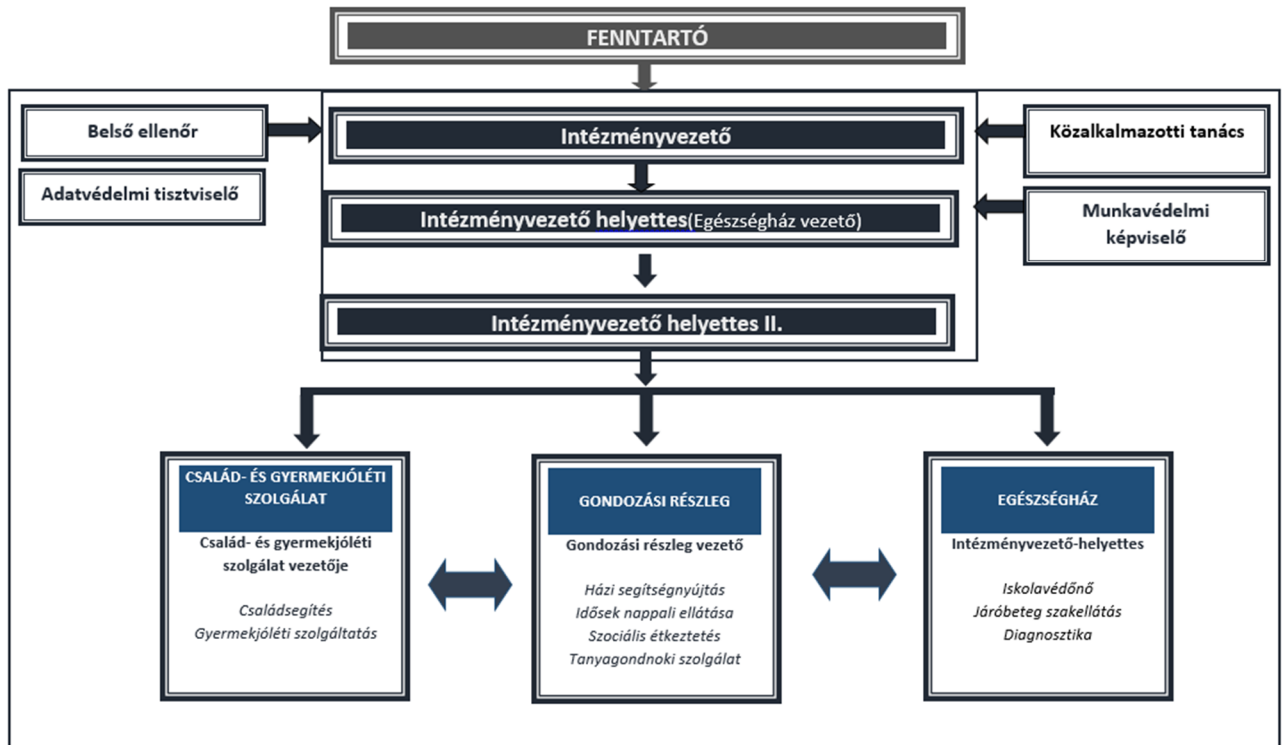 FENNTARTÓ
Belső ellenőr
Adatvédelmi tisztviselő
Intézményvezető
Intézményvezető helyettes(Egészségház vezető)
Intézményvezető helyettes II.
Közalkalmazotti tanács
Munkavédelmi
képviselő
CSALÁD- ÉS GYERMEKJÓLÉTI
SZOLGÁLAT
Család- és gyermekjóléti
szolgálat vezetője
Családsegítés
Gyermekjóléti szolgáltatás
GONDOZÁSI RÉSZLEG
Gondozási részleg vezető
Házi segítségnyújtás
Idősek nappali ellátása
Szociális étkeztetés
Tanyagondnoki szolgálat
EGÉSZSÉGHÁZ
Intézményvezető-helyettes
Iskolavédőnő
Járóbeteg szakellátás
Diagnosztika